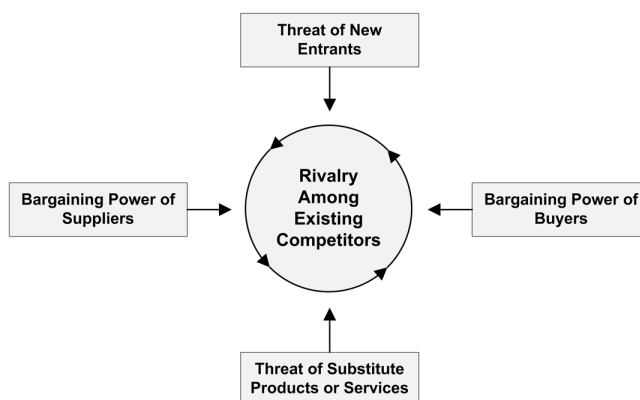 Threat of New
Entrants
Bargaining Power of
Suppliers
Rivalry
Among
Existing
Competitors
Bargaining Power of
Buyers
Threat of Substitute
Products or Services